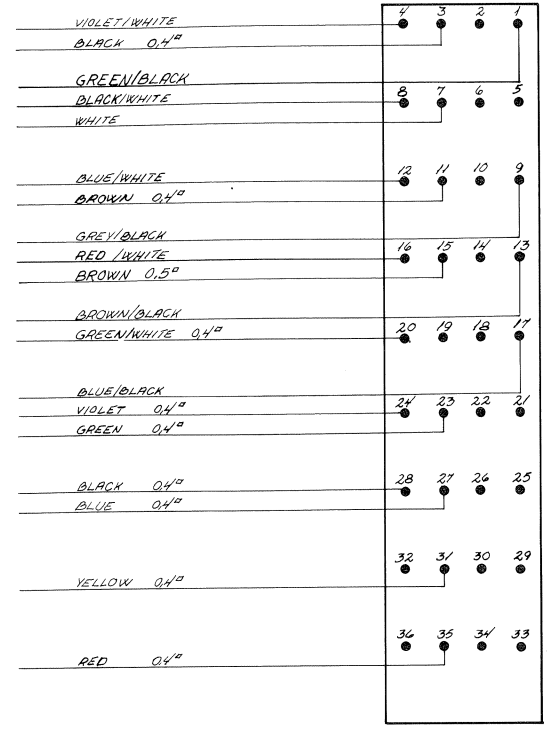 VIOLET/WHITE 4 3 2 1
BLACK 0,4□
GREEN/BLACK
BLACK/WHITE 8 7 6 5
WHITE
BLUE/WHITE 12 11 10 9
BROWN 0,4□
GREY/BLACK
RED /WHITE 16 15 14 13
BROWN 0,5□
BROWN/BLACK
GREEN/WHITE 0,4□ 20 19 18 17
BLUE/BLACK
VIOLET 0,4□ 24 23 22 21
GREEN 0,4□
BLACK 0,4□ 28 27 26 25
BLUE 0,4□
32 31 30 29
YELLOW 0,4□
36 35 34 33
RED 0,4□